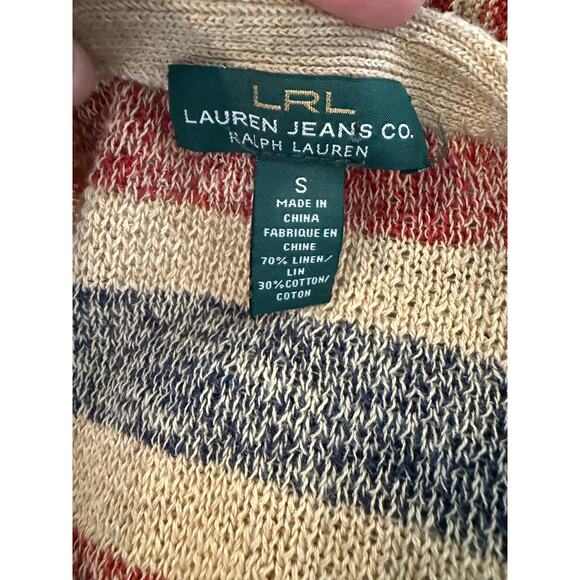 LRL
LAUREN JEANS CO.
RALPH LAUREN
S
MADE IN
CHINA
FABRIQUE EN
CHINE
70% LINEN/
LIN
30%COTTON/
COTON